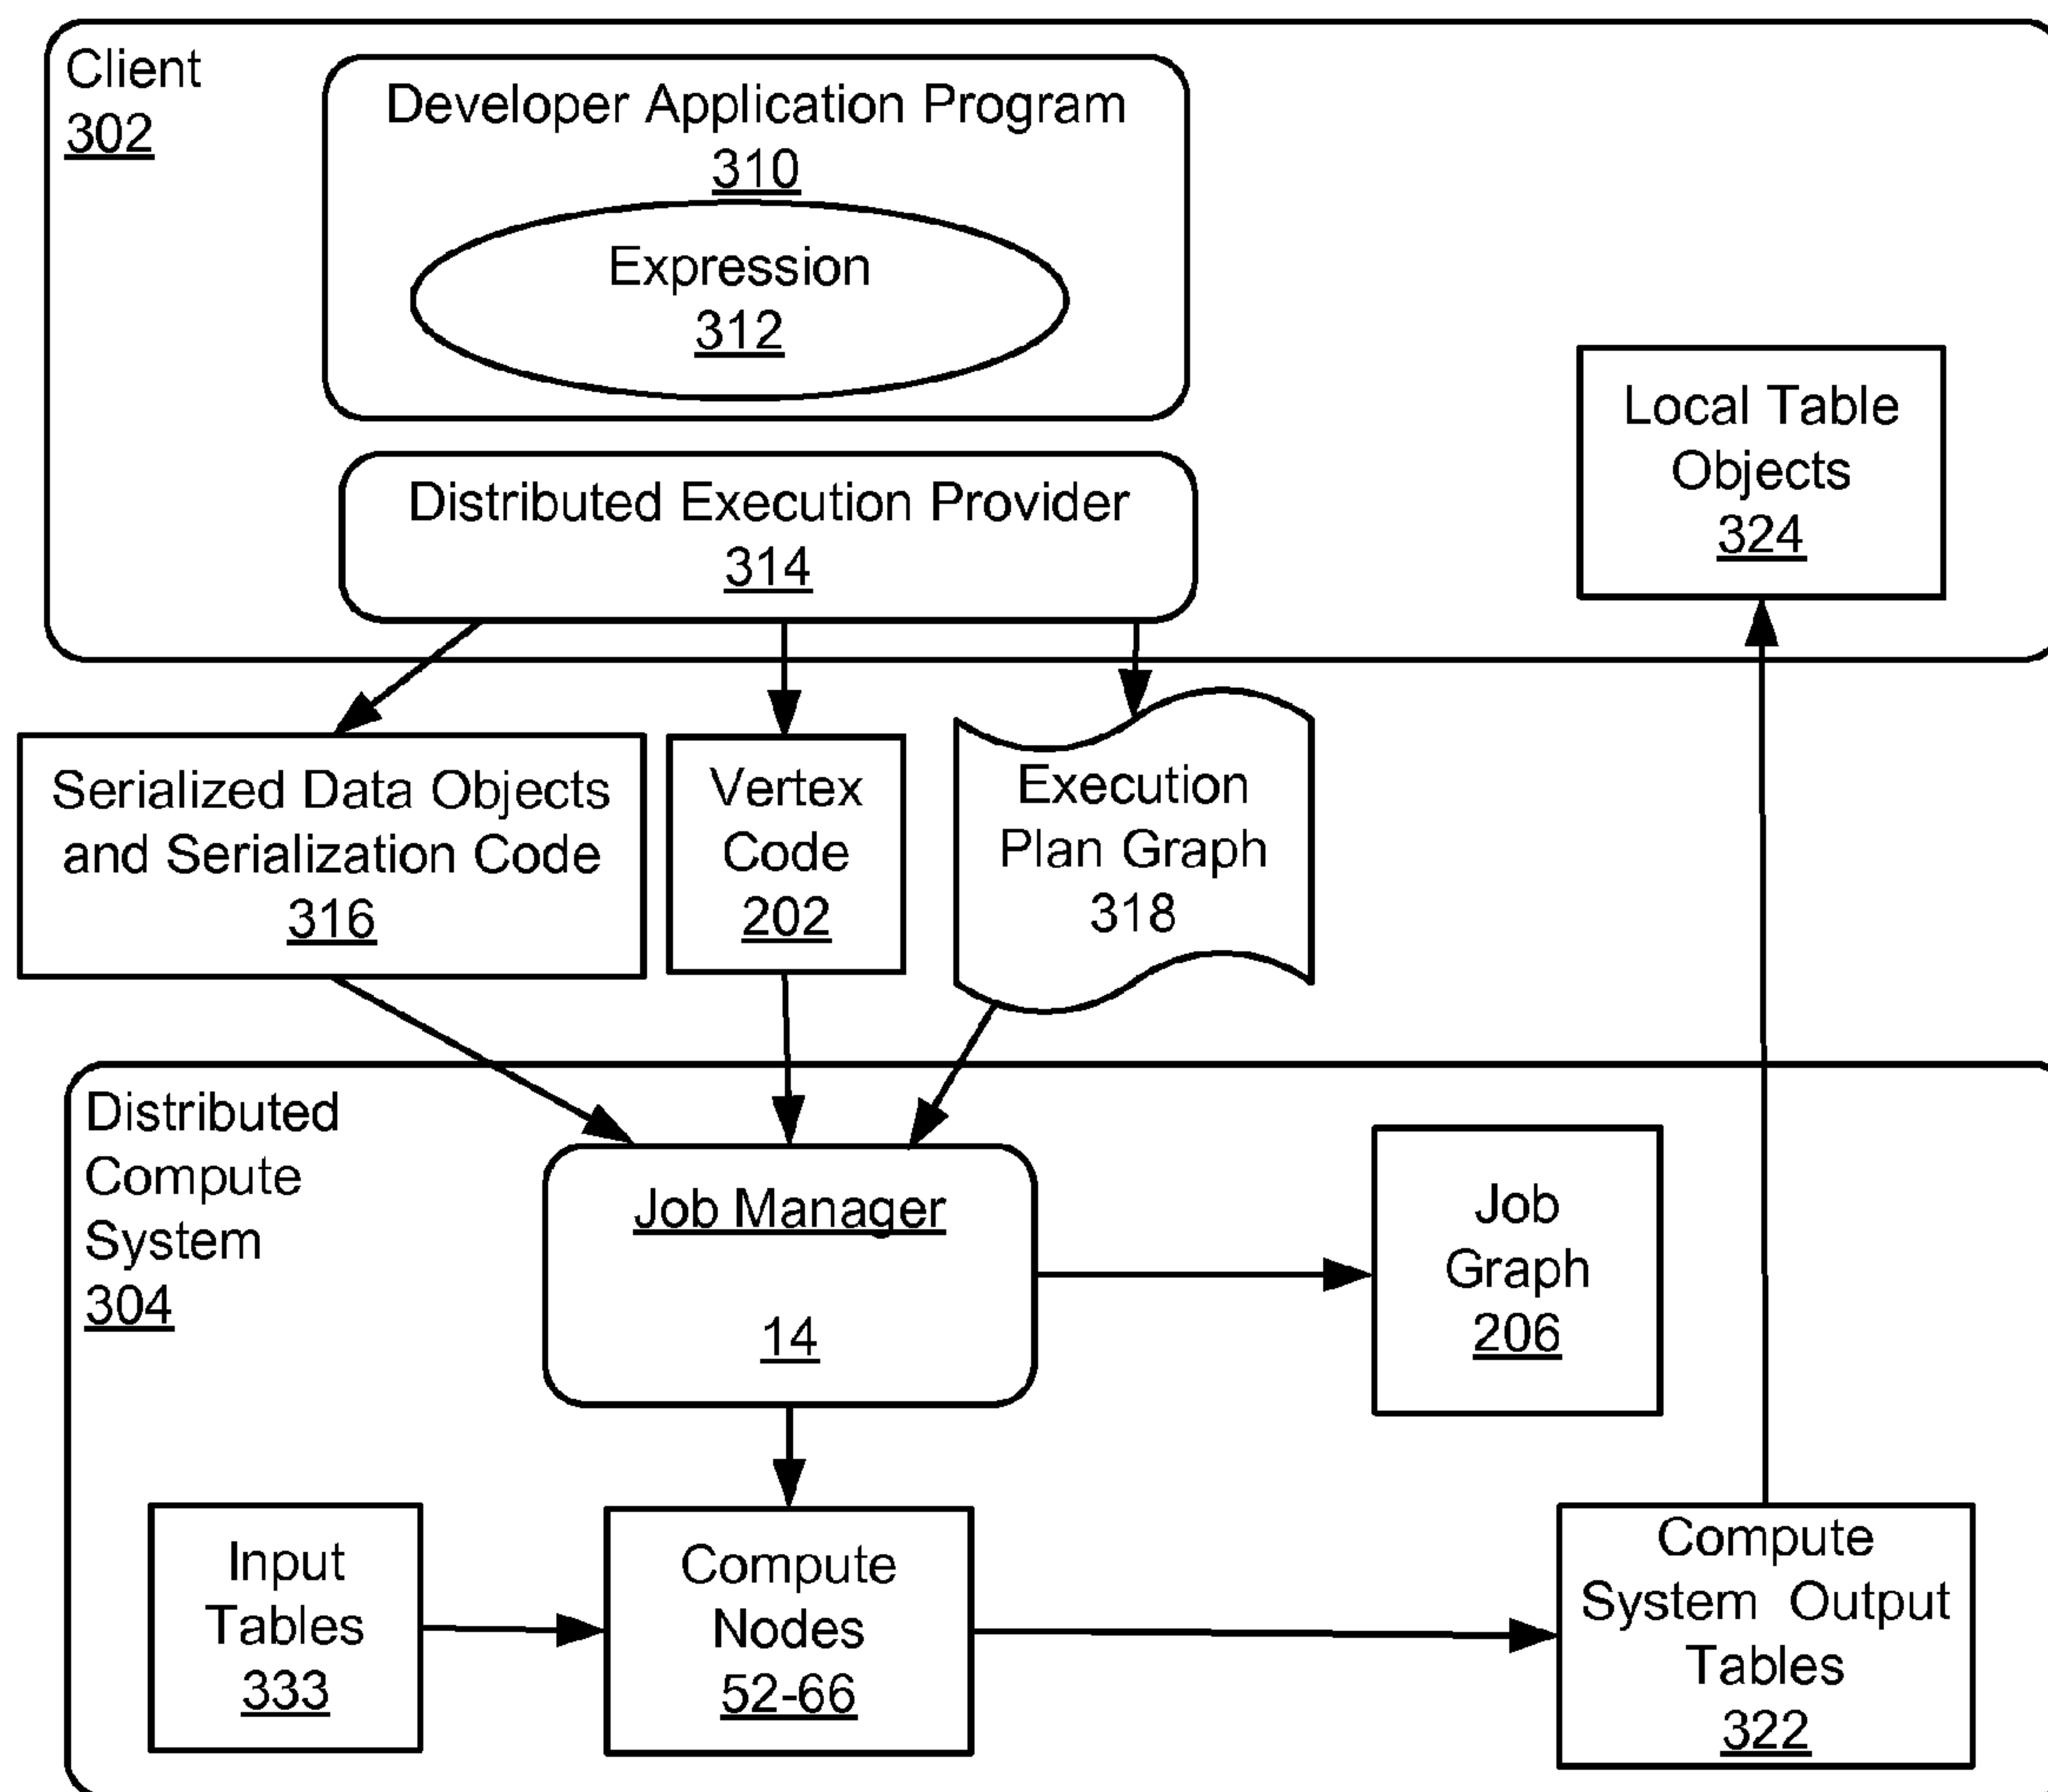 Client
302
Developer Application Program
310
Expression
312
Distributed Execution Provider
314
Local Table
Objects
324
Serialized Data Objects
and Serialization Code
316
Vertex
Code
202
Execution
Plan Graph
318
Distributed
Compute
System
304
Job Manager
14
Job
Graph
206
Input
Tables
333
Compute
Nodes
52-66
Compute
System Output
Tables
322